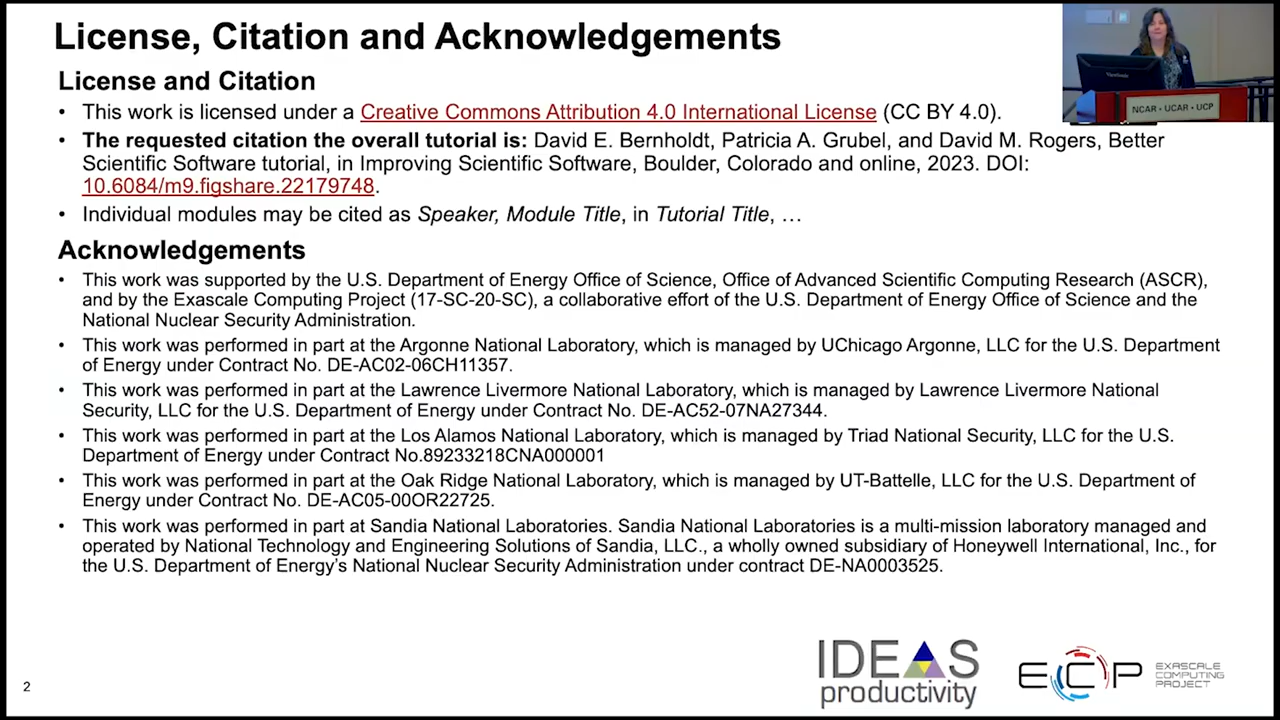 License, Citation and Acknowledgements
License and Citation
• This work is licensed under a Creative Commons Attribution 4.0 International License (CC BY 4.0).
• The requested citation the overall tutorial is: David E. Bernholdt, Patricia A. Grubel, and David M. Rogers, Better
Scientific Software tutorial, in Improving Scientific Software, Boulder, Colorado and online, 2023. DOI:
10.6084/m9.figshare.22179748.
• Individual modules may be cited as Speaker, Module Title, in Tutorial Title, …
Acknowledgements
• This work was supported by the U.S. Department of Energy Office of Science, Office of Advanced Scientific Computing Research (ASCR),
and by the Exascale Computing Project (17-SC-20-SC), a collaborative effort of the U.S. Department of Energy Office of Science and the
National Nuclear Security Administration.
• This work was performed in part at the Argonne National Laboratory, which is managed by UChicago Argonne, LLC for the U.S. Department
of Energy under Contract No. DE-AC02-06CH11357.
• This work was performed in part at the Lawrence Livermore National Laboratory, which is managed by Lawrence Livermore National
Security, LLC for the U.S. Department of Energy under Contract No. DE-AC52-07NA27344.
• This work was performed in part at the Los Alamos National Laboratory, which is managed by Triad National Security, LLC for the U.S.
Department of Energy under Contract No.89233218CNA000001
• This work was performed in part at the Oak Ridge National Laboratory, which is managed by UT-Battelle, LLC for the U.S. Department of
Energy under Contract No. DE-AC05-00OR22725.
• This work was performed in part at Sandia National Laboratories. Sandia National Laboratories is a multi-mission laboratory managed and
operated by National Technology and Engineering Solutions of Sandia, LLC., a wholly owned subsidiary of Honeywell International, Inc., for
the U.S. Department of Energy's National Nuclear Security Administration under contract DE-NA0003525.
ViewSonic
NCAR • UCAR • UCP
2
IDEAS
productivity
ECP
EXASCALE
COMPUTING
PROJECT